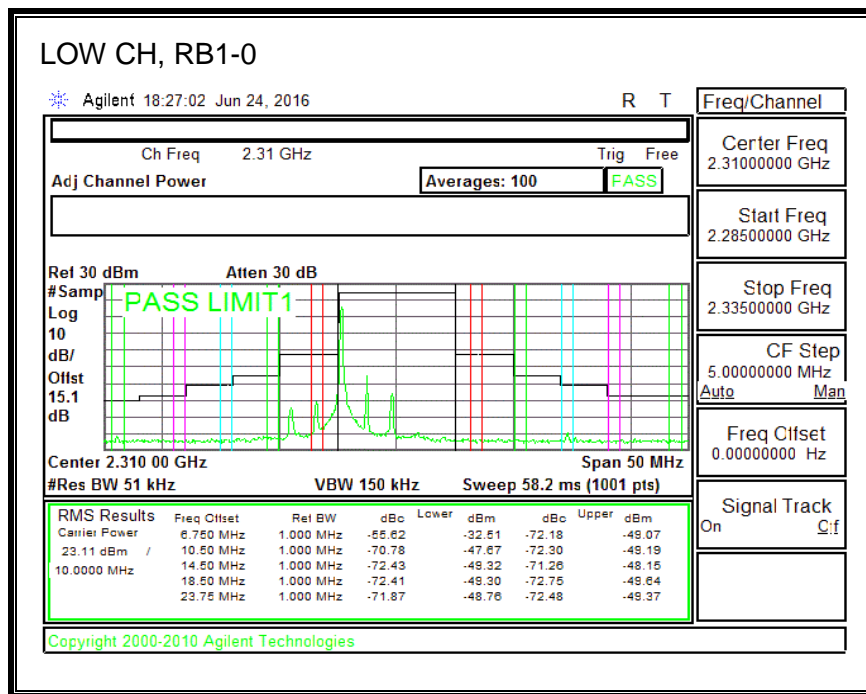 LOW CH, RB1-0
Agilent 18:27:02 Jun 24, 2016 R T
Freq/Channel
Ch Freq 2.31 GHz Trig Free
Adj Channel Power Averages: 100 PASS
Center Freq
2.31000000 GHz
Start Freq
2.28500000 GHz
Stop Freq
2.33500000 GHz
CF Step
5.00000000 MHz
Auto Man
Freq Offset
0.00000000 Hz
Signal Track
On Off
Ref 30 dBm Atten 30 dB
#Samp
Log
10
dB/
Offst
15.1
dB
PASS LIMIT1
Center 2.310 00 GHz Span 50 MHz
#Res BW 51 kHz VBW 150 kHz Sweep 58.2 ms (1001 pts)
RMS Results Freq Offset Ref BW dBc Lower dBm dBc Upper dBm
Carrier Power 6.750 MHz 1.000 MHz -55.62 -32.51 -72.18 -49.07
23.11 dBm / 10.50 MHz 1.000 MHz -70.78 -47.67 -72.30 -49.19
10.0000 MHz 14.50 MHz 1.000 MHz -72.43 -49.32 -71.26 -48.15
18.50 MHz 1.000 MHz -72.41 -49.30 -72.75 -49.64
23.75 MHz 1.000 MHz -71.87 -48.76 -72.48 -49.37
Copyright 2000-2010 Agilent Technologies